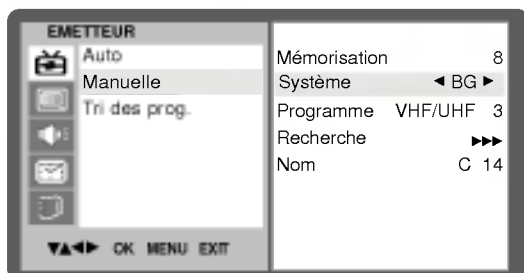 EMETTEUR
Auto
Manuelle
Tri des prog.
▼▲◀▶ OK MENU EXIT
Mémorisation 8
Système ◀ BG ▶
Programme VHF/UHF 3
Recherche ▶▶▶
Nom C 14